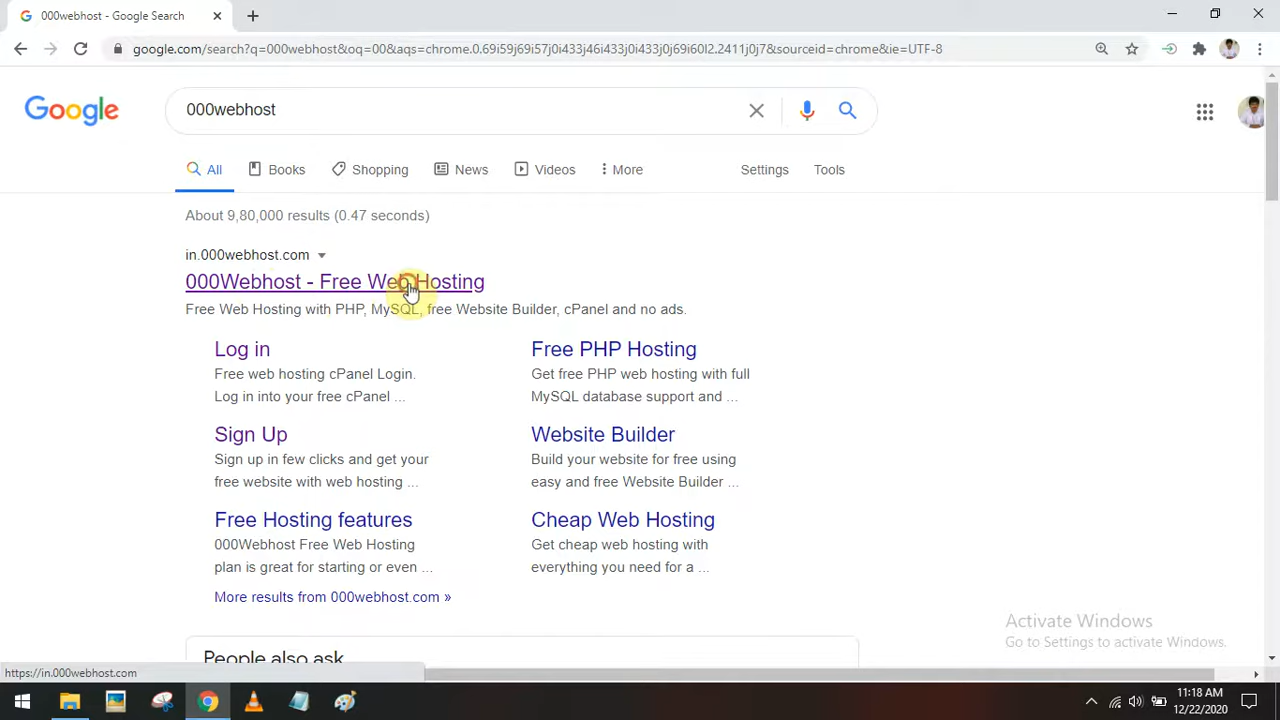 000webhost - Google Search
google.com/search?q=000webhost&oq=00&aqs=chrome.0.69i59j69i57j0i433j46i433j0i433j0j69i60l2.2411j0j7&sourceid=chrome&ie=UTF-8
Google
000webhost
All
Books
Shopping
News
Videos
More
Settings
Tools
About 9,80,000 results (0.47 seconds)
in.000webhost.com
000Webhost - Free Web Hosting
Free Web Hosting with PHP, MySQL, free Website Builder, cPanel and no ads.
Log in
Free web hosting cPanel Login.
Log in into your free cPanel ...
Free PHP Hosting
Get free PHP web hosting with full
MySQL database support and ...
Sign Up
Sign up in few clicks and get your
free website with web hosting ...
Website Builder
Build your website for free using
easy and free Website Builder ...
Free Hosting features
000Webhost Free Web Hosting
plan is great for starting or even ...
Cheap Web Hosting
Get cheap web hosting with
everything you need for a ...
More results from 000webhost.com »
People also ask
Activate Windows
Go to Settings to activate Windows.
https://in.000webhost.com
11:18 AM
12/22/2020